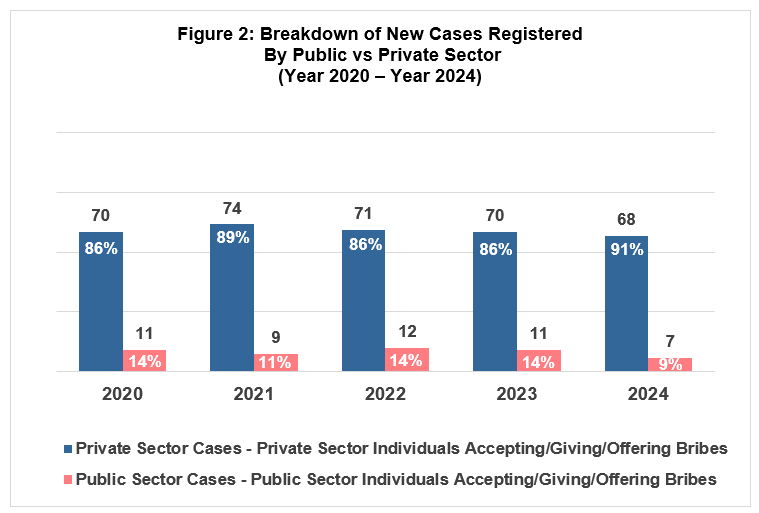 Figure 2: Breakdown of New Cases Registered
By Public vs Private Sector
(Year 2020 – Year 2024)
70 74 71 70 68
86% 89% 86% 86% 91%
11 9 12 11 7
14% 11% 14% 14% 9%
2020 2021 2022 2023 2024
Private Sector Cases - Private Sector Individuals Accepting/Giving/Offering Bribes
Public Sector Cases - Public Sector Individuals Accepting/Giving/Offering Bribes